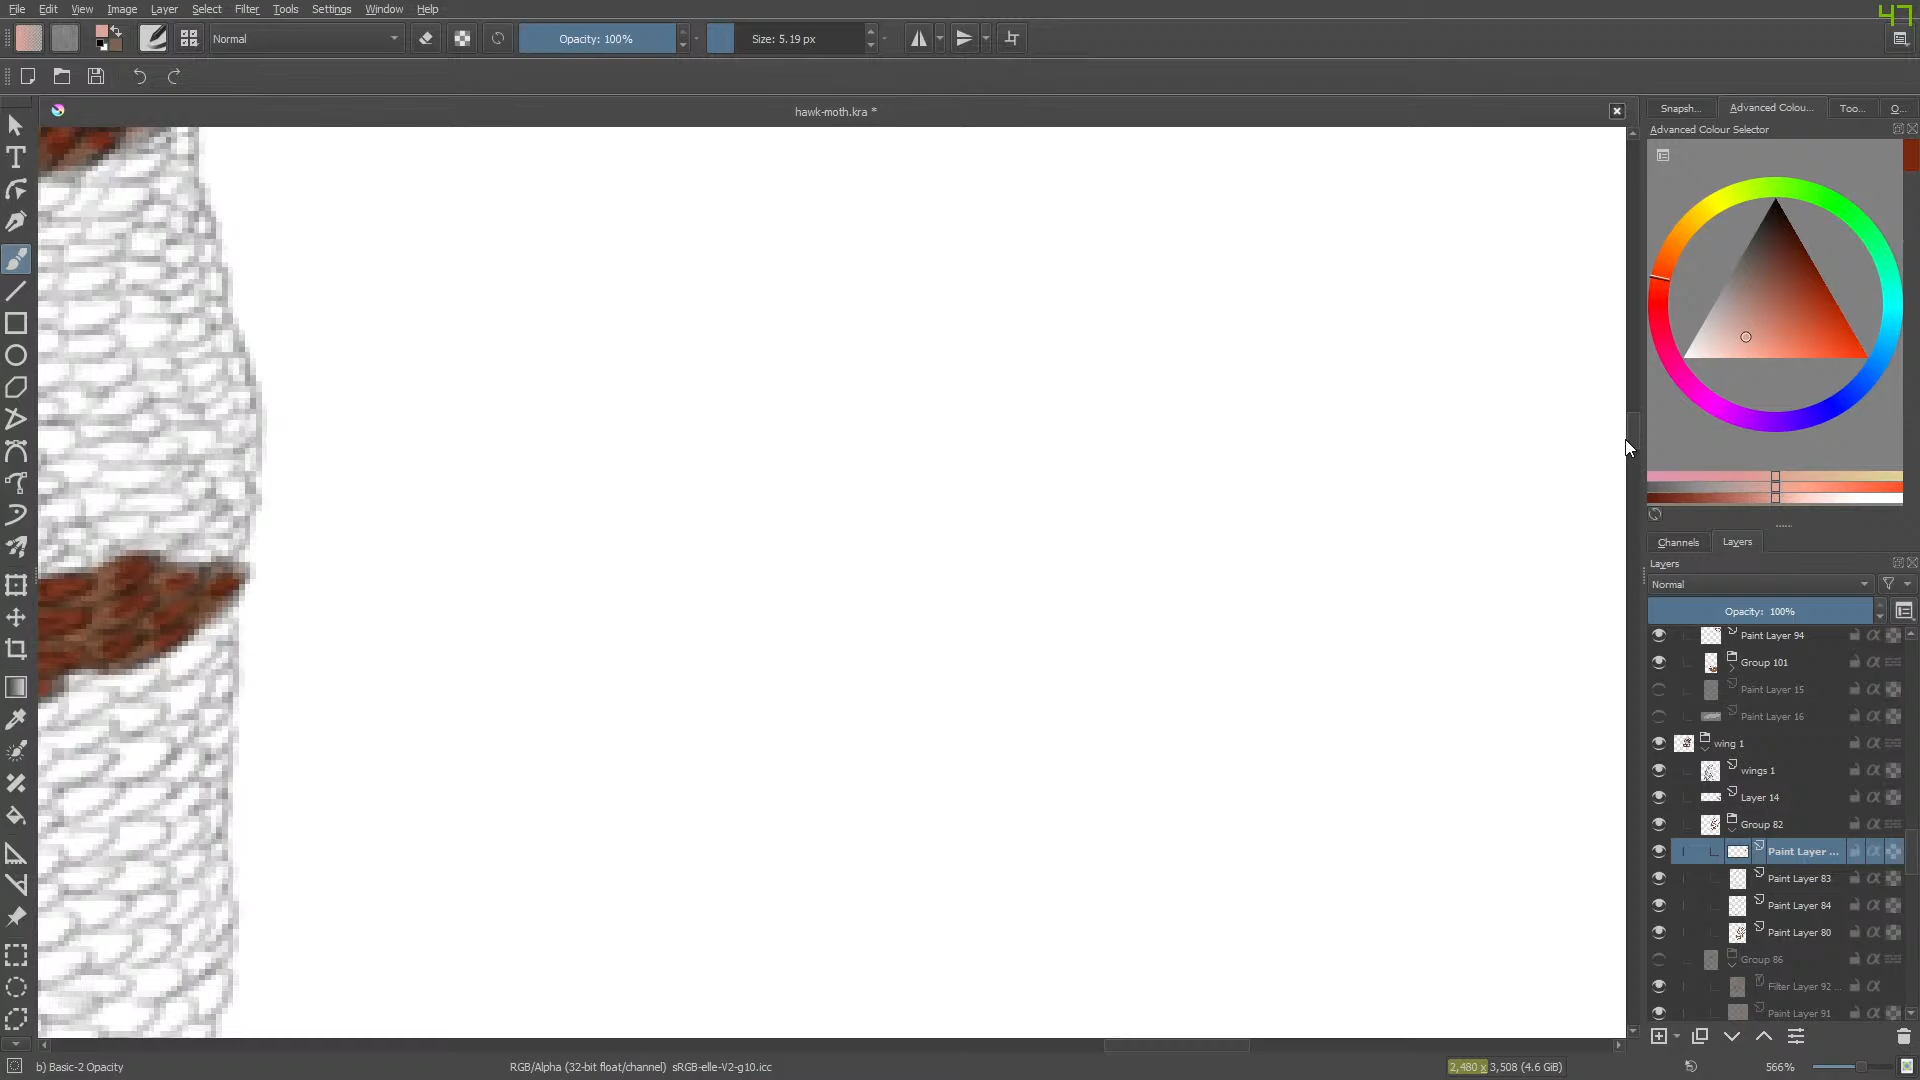 File Edit View Image Layer Select Filter Tools Settings Window Help
47
Normal
Opacity: 100%
Size: 5.19 px
hawk-moth.kra *
Snapsh... Advanced Colou... Too... O...
Advanced Colour Selector
Channels Layers
Layers
Normal
Opacity: 100%
Paint Layer 94
Group 101
Paint Layer 15
Paint Layer 16
wing 1
wings 1
Layer 14
Group 82
Paint Layer ...
Paint Layer 83
Paint Layer 84
Paint Layer 80
Group 86
Filter Layer 92 ...
Paint Layer 91
b) Basic-2 Opacity
RGB/Alpha (32-bit float/channel) sRGB-elle-V2-g10.icc
2,480 x 3,508 (4.6 GiB)
566%